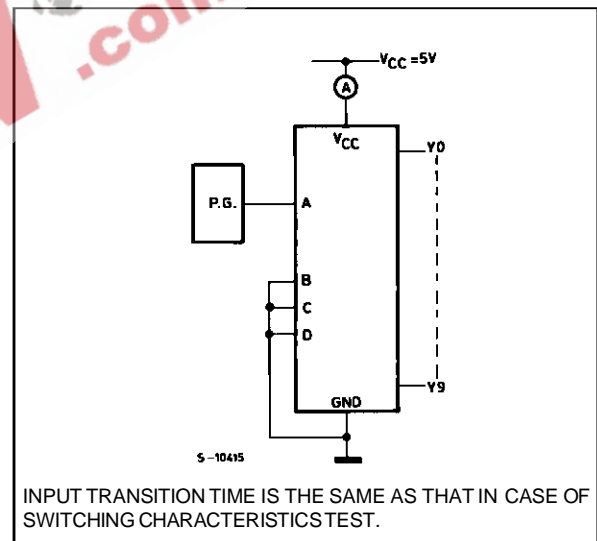 .com
VCC =5V
A
VCC
Y0
P.G.
A
B
C
D
Y9
GND
S-10415
INPUT TRANSITION TIME IS THE SAME AS THAT IN CASE OF
SWITCHING CHARACTERISTICS TEST.